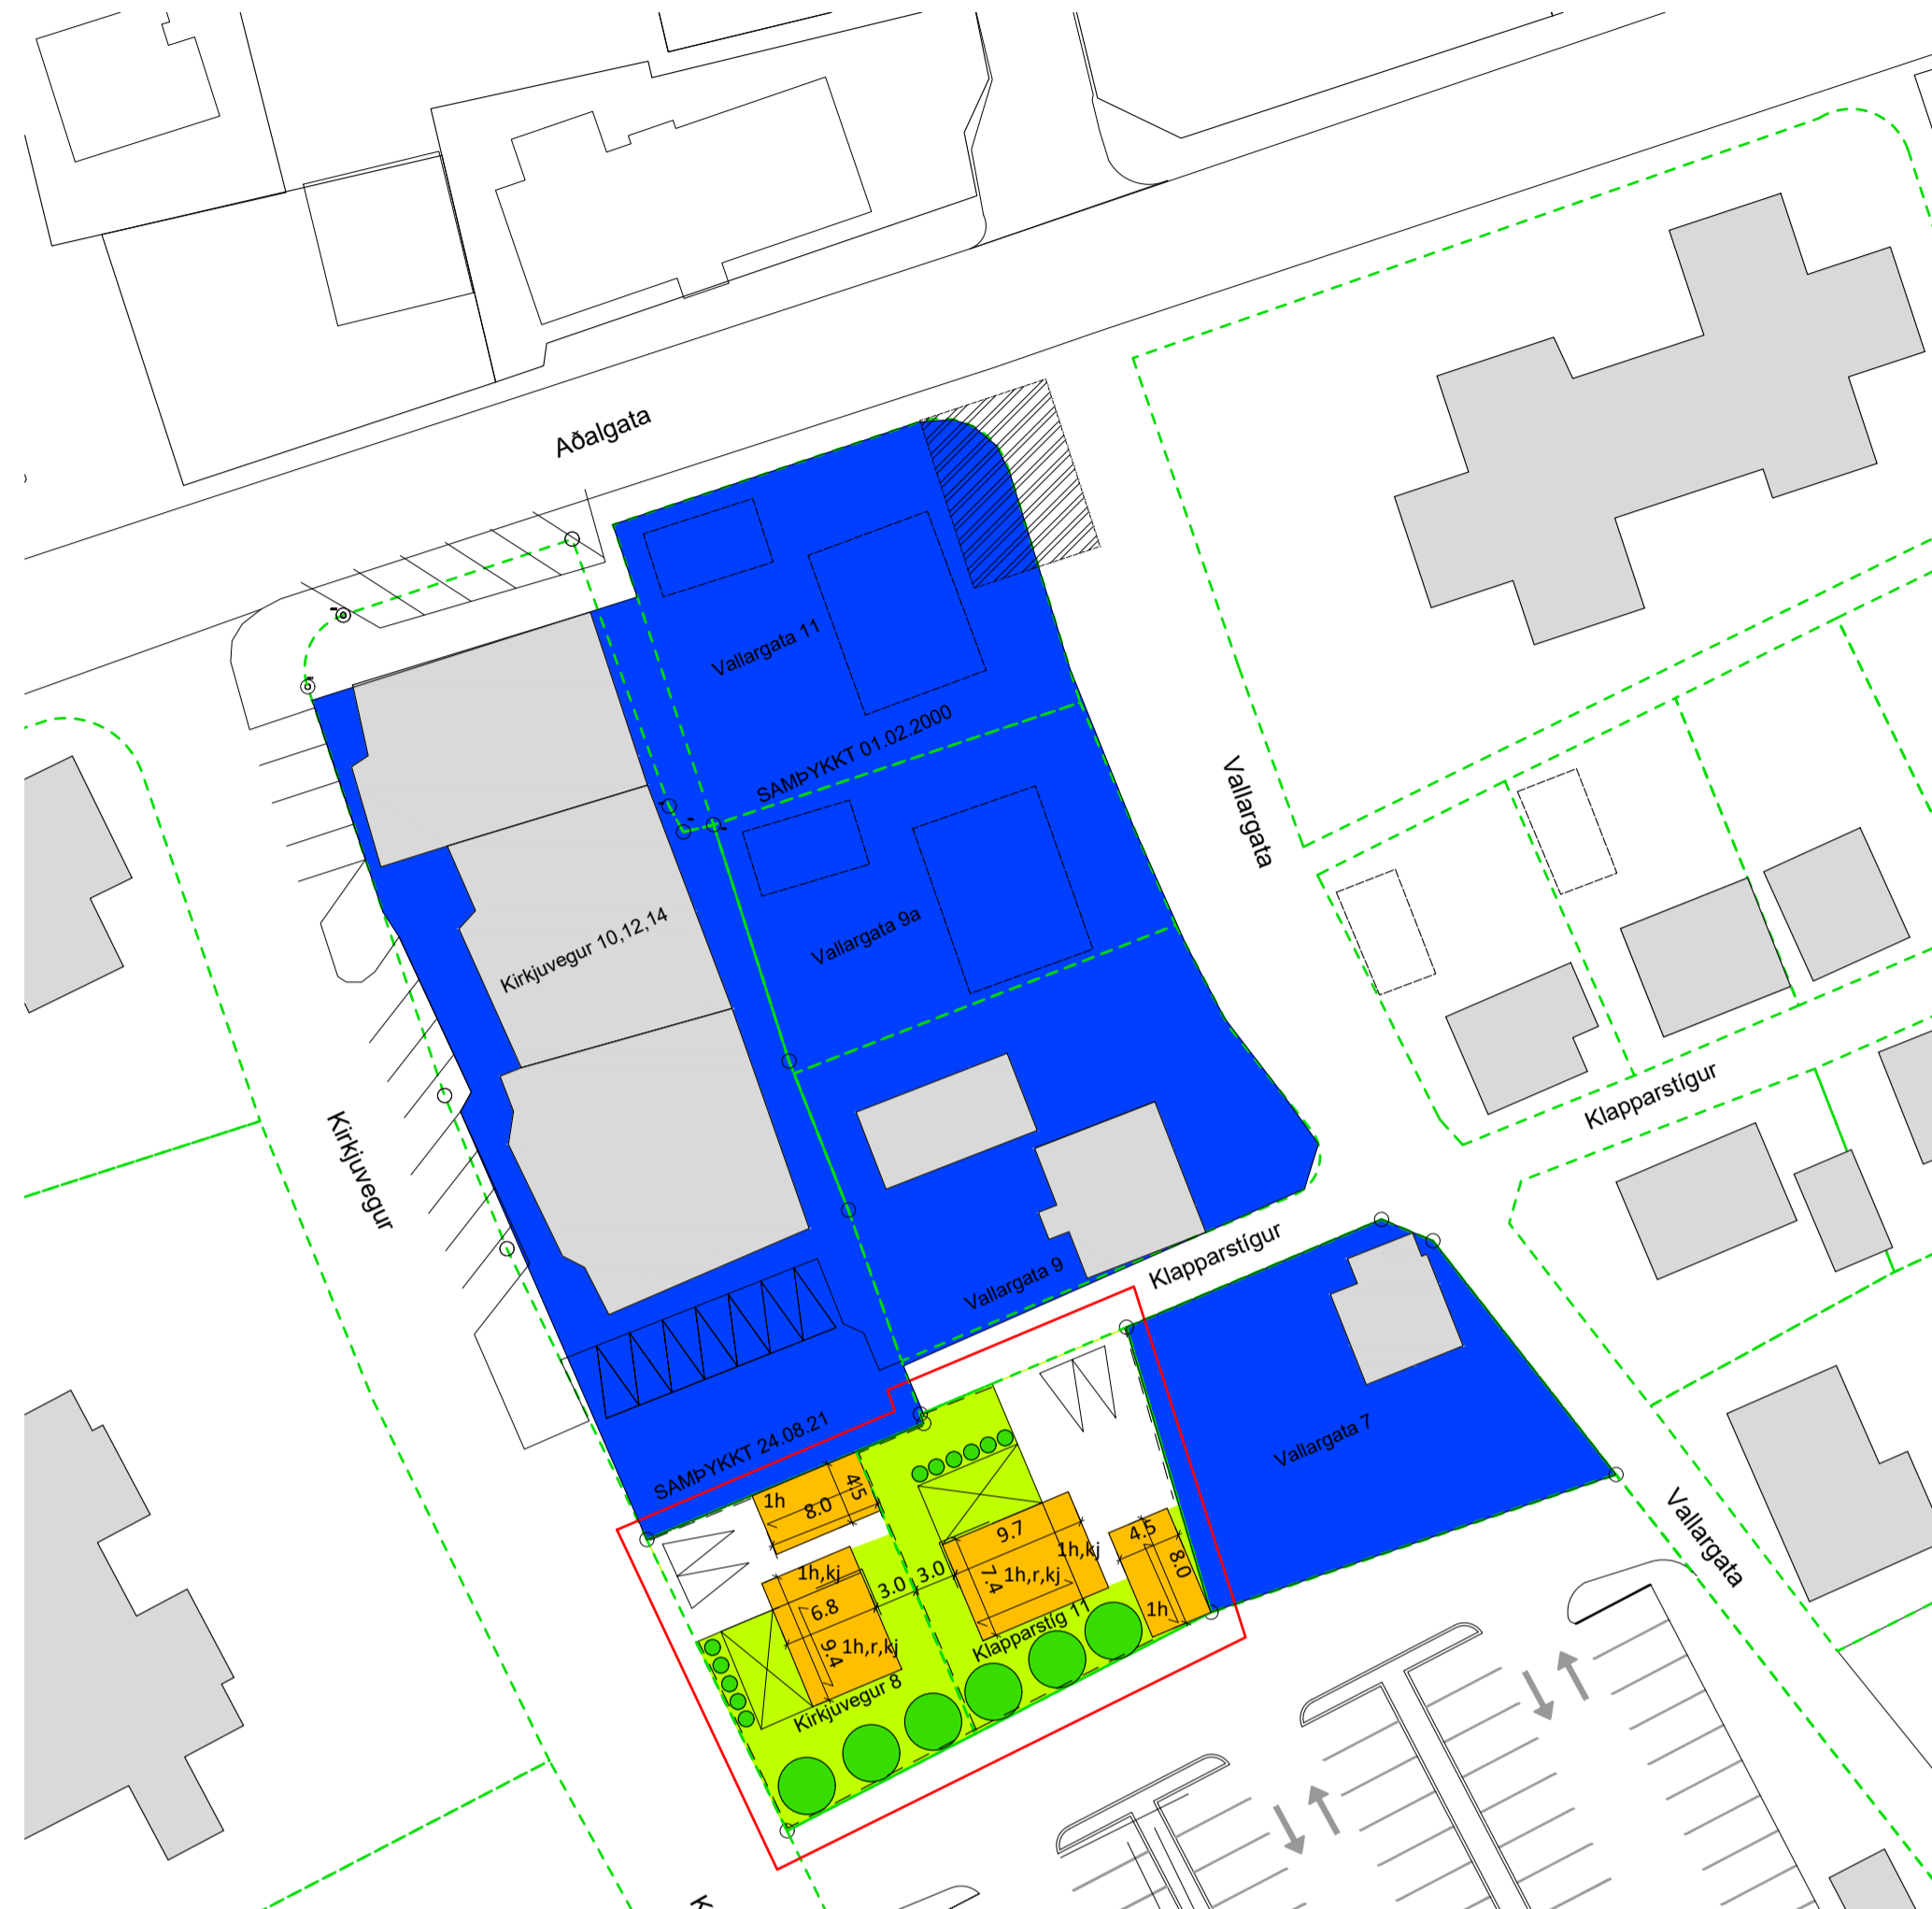 Aðalgata
Vallargata 11
SAMÞYKKT 01.02.2000
Vallargata
Vallargata 9a
Kirkjuvegur 10,12,14
Klapparstígur
Kirkjuvegur
Klapparstígur
Vallargata 9
Vallargata 7
SAMÞYKKT 24.08.21
Vallargata
1h
8.0
4.5
9.7
1h,kj
4.5
8.0
1h,kj
3.0
3.0
7.4
1h,r,kj
6.8
1h
9.4
1h,r,kj
Klapparstíg 11
Kirkjuvegur 8
K